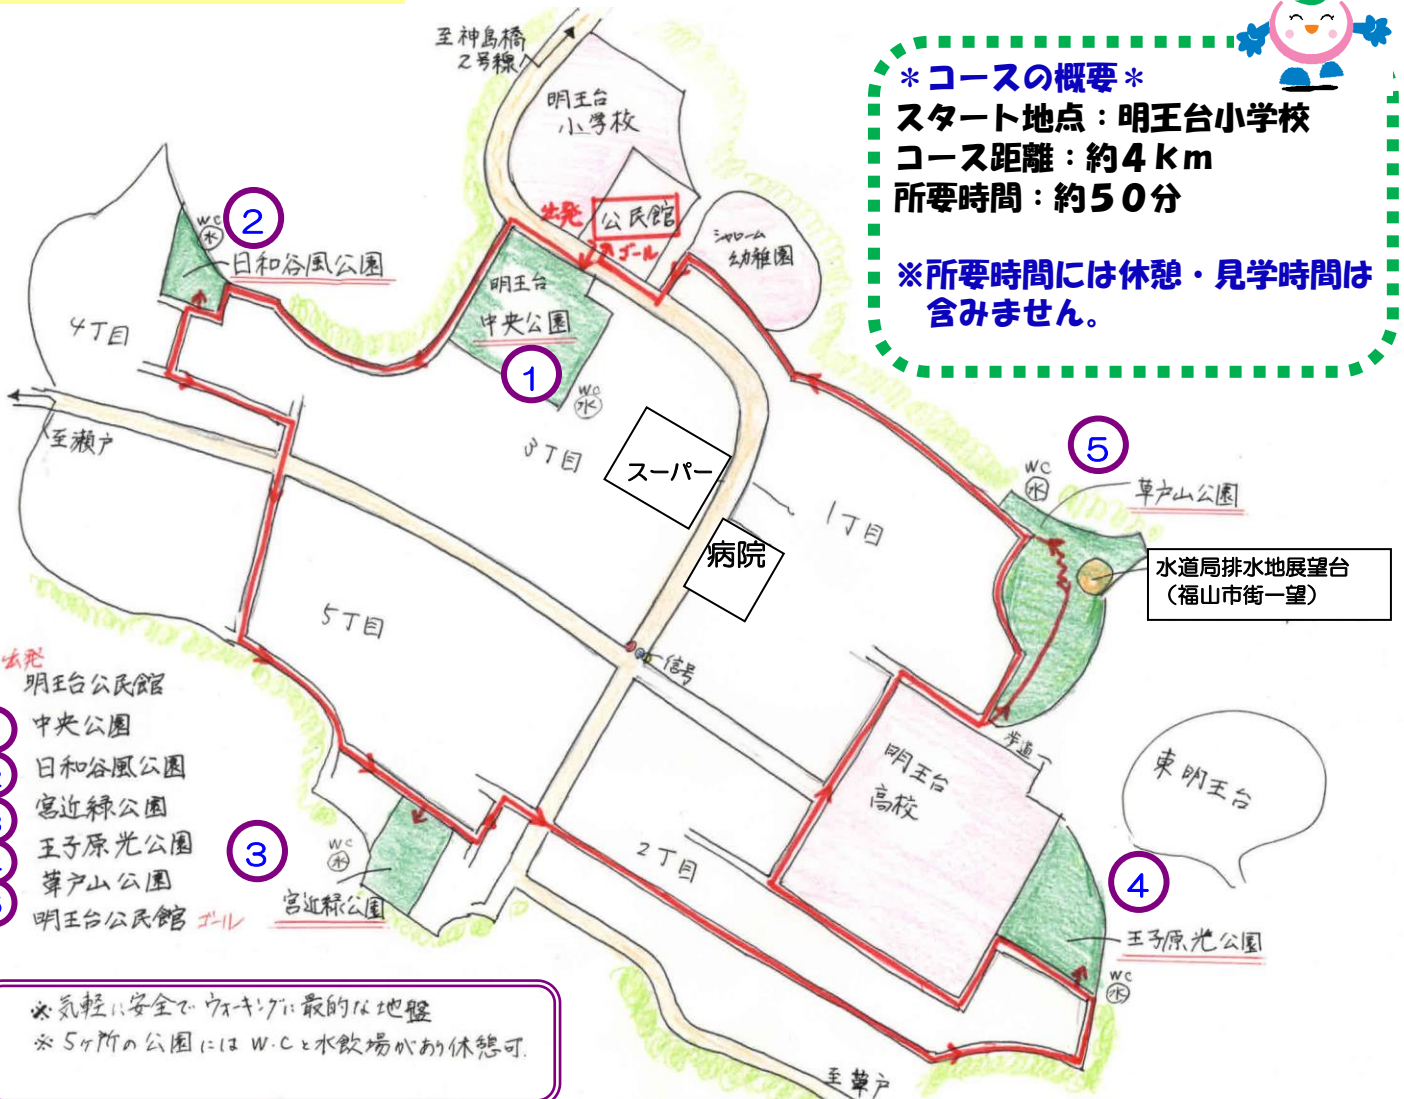 至神島橋
2号線
＊コースの概要＊
スタート地点：明王台小学校
コース距離：約4km
所要時間：約50分
※所要時間には休憩・見学時間は
含みません。
明王台
小学校
出発
公民館
ゴール
シャローム
幼稚園
WC
水
②
日和谷風公園
4丁目
明王台
中央公園
①
WC
水
至瀬戸
3丁目
スーパー
1丁目
病院
⑤
WC
水
草戸山公園
水道局排水地展望台
（福山市街一望）
5丁目
信号
歩道
明王台
高校
東明王台
出発
明王台公民館
中央公園
日和谷風公園
宮近緑公園
王子原光公園
草戸山公園
明王台公民館 ゴール
WC
水
③
宮近緑公園
2丁目
④
王子原光公園
WC
水
※気軽に安全でウォーキングに最的な地盤
※5ヶ所の公園にはW.Cと水飲場があり休憩可.
至草戸